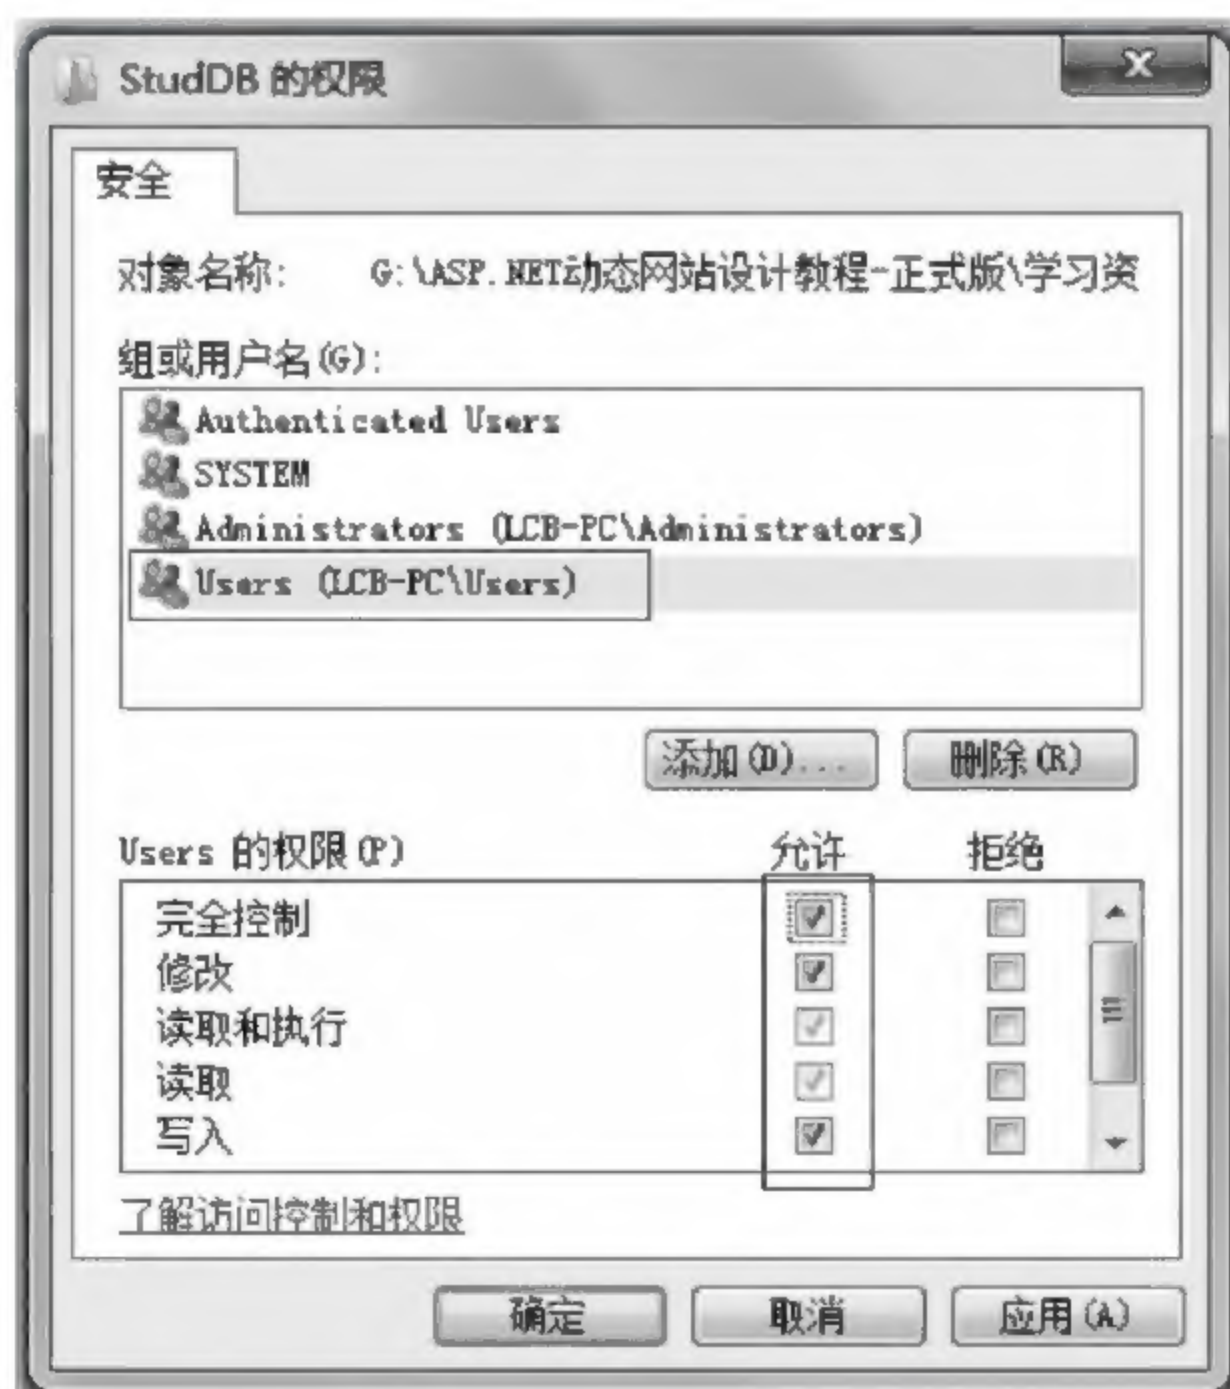 StudDB 的权限
安全
对象名称: G:\ASP.NET动态网站设计教程-正式版\学习资
组或用户名(G):
Authenticated Users
SYSTEM
Administrators (LCB-PC\Administrators)
Users (LCB-PC\Users)
添加(D)... 删除(R)
Users 的权限(P) 允许 拒绝
完全控制
修改
读取和执行
读取
写入
了解访问控制和权限
确定 取消 应用(A)